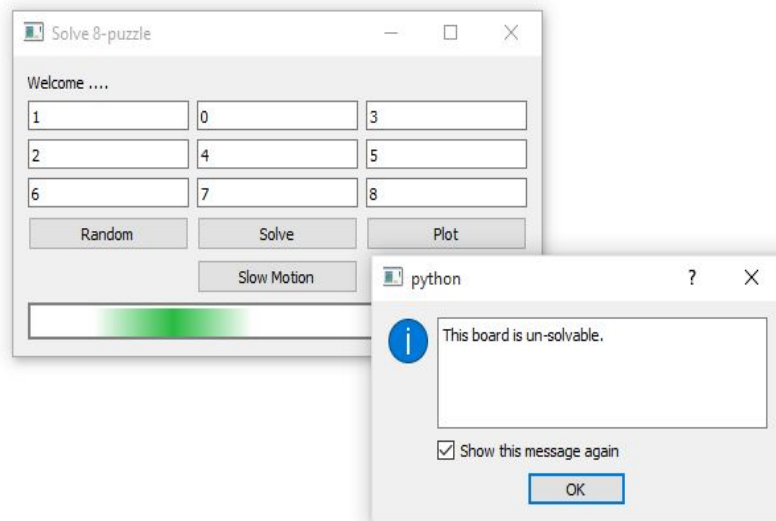 Solve 8-puzzle
Welcome ....
1 0 3
2 4 5
6 7 8
Random Solve Plot
Slow Motion
python ?
This board is un-solvable.
Show this message again
OK